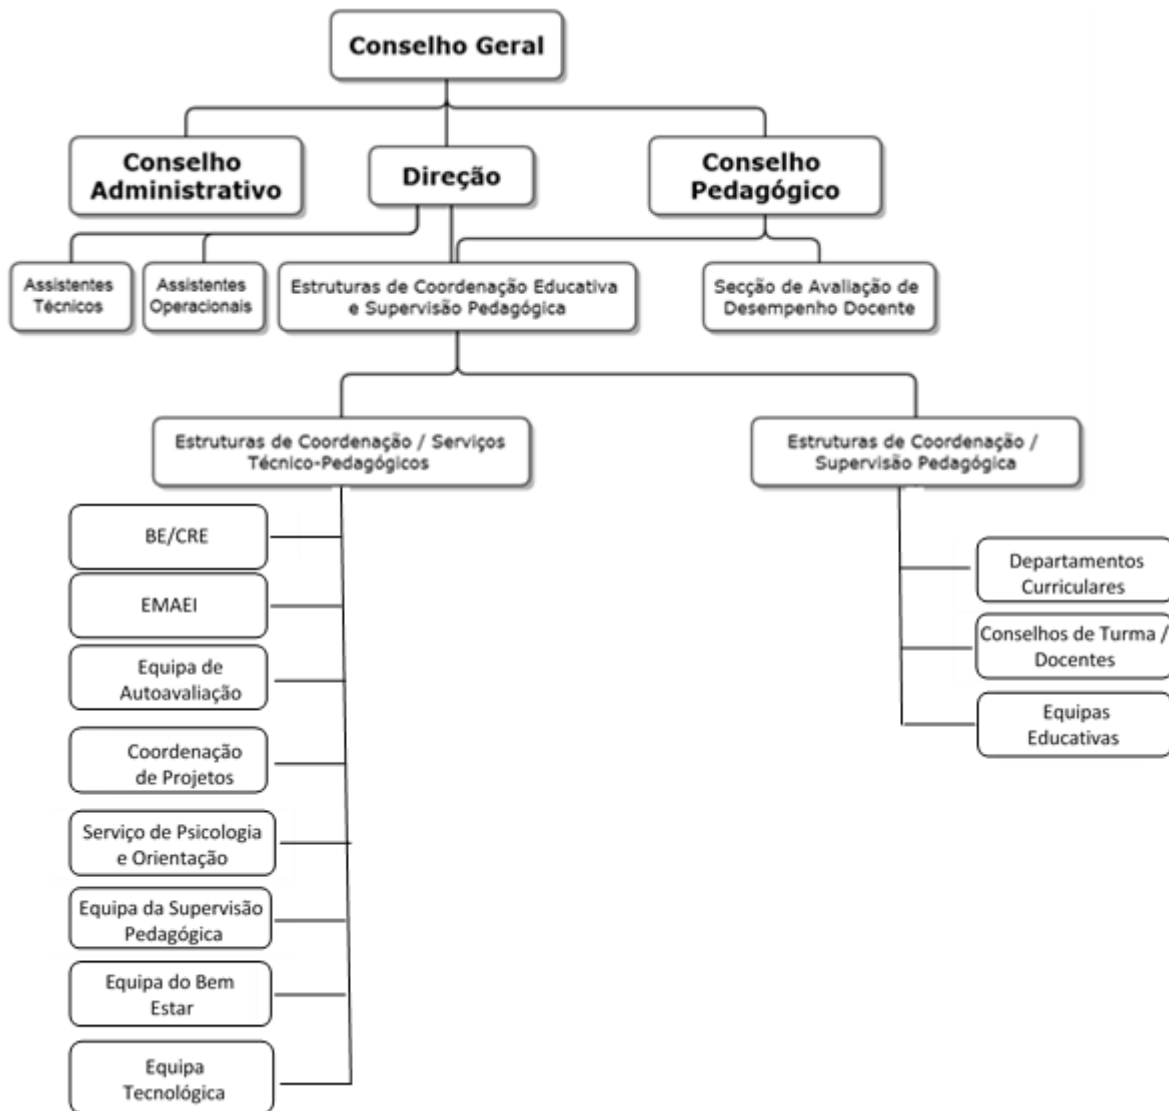 Conselho Geral
Conselho
Administrativo
Direção
Conselho
Pedagógico
Assistentes
Técnicos
Assistentes
Operacionais
Estruturas de Coordenação Educativa
e Supervisão Pedagógica
Secção de Avaliação de
Desempenho Docente
Estruturas de Coordenação / Serviços
Técnico-Pedagógicos
Estruturas de Coordenação /
Supervisão Pedagógica
BE/CRE
EMAEI
Equipa de
Autoavaliação
Coordenação
de Projetos
Serviço de Psicologia
e Orientação
Equipa da Supervisão
Pedagógica
Equipa do Bem
Estar
Equipa
Tecnológica
Departamentos
Curriculares
Conselhos de Turma /
Docentes
Equipas
Educativas